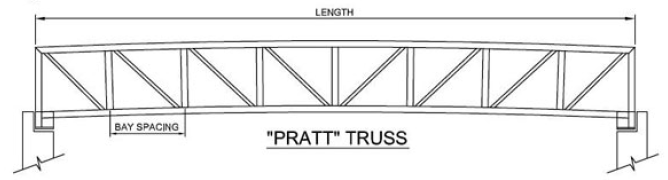 LENGTH
BAY SPACING
"PRATT" TRUSS